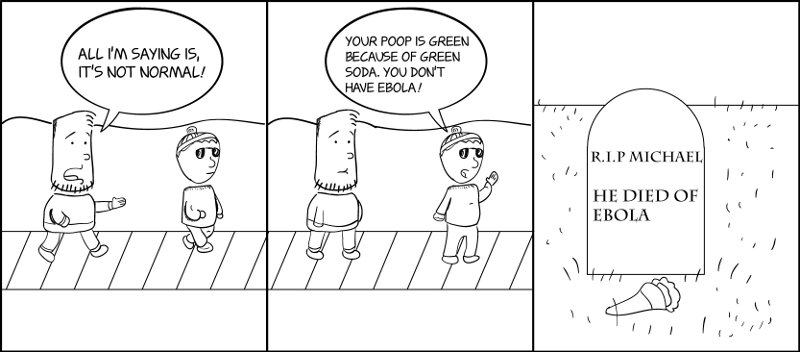 ALL I'M SAYING IS,
IT'S NOT NORMAL!
YOUR POOP IS GREEN
BECAUSE OF GREEN
SODA. YOU DON'T
HAVE EBOLA!
R.I.P MICHAEL
HE DIED OF
EBOLA